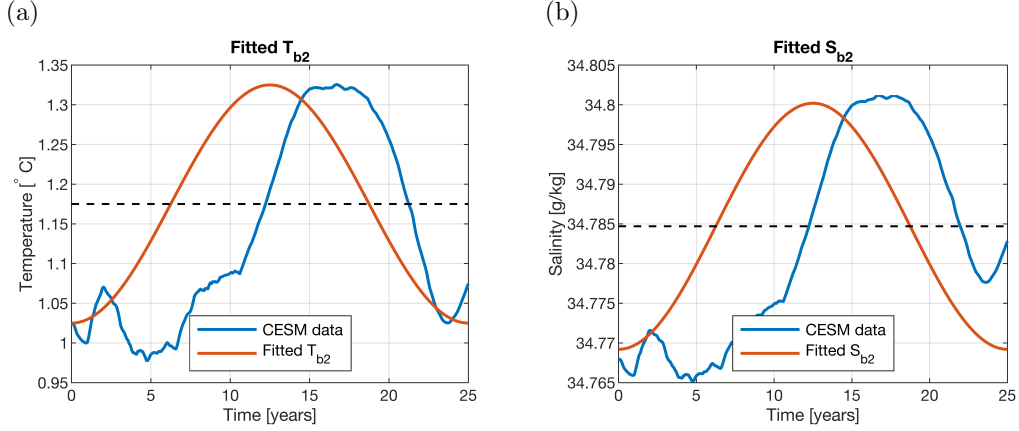 (a)
Fitted T_b2
1.35
1.3
1.25
1.2
1.15
1.1
1.05
1
0.95
Temperature [° C]
0 5 10 15 20 25
Time [years]
CESM data
Fitted T_b2
(b)
Fitted S_b2
34.805
34.8
34.795
34.79
34.785
34.78
34.775
34.77
34.765
Salinity [g/kg]
0 5 10 15 20 25
Time [years]
CESM data
Fitted S_b2